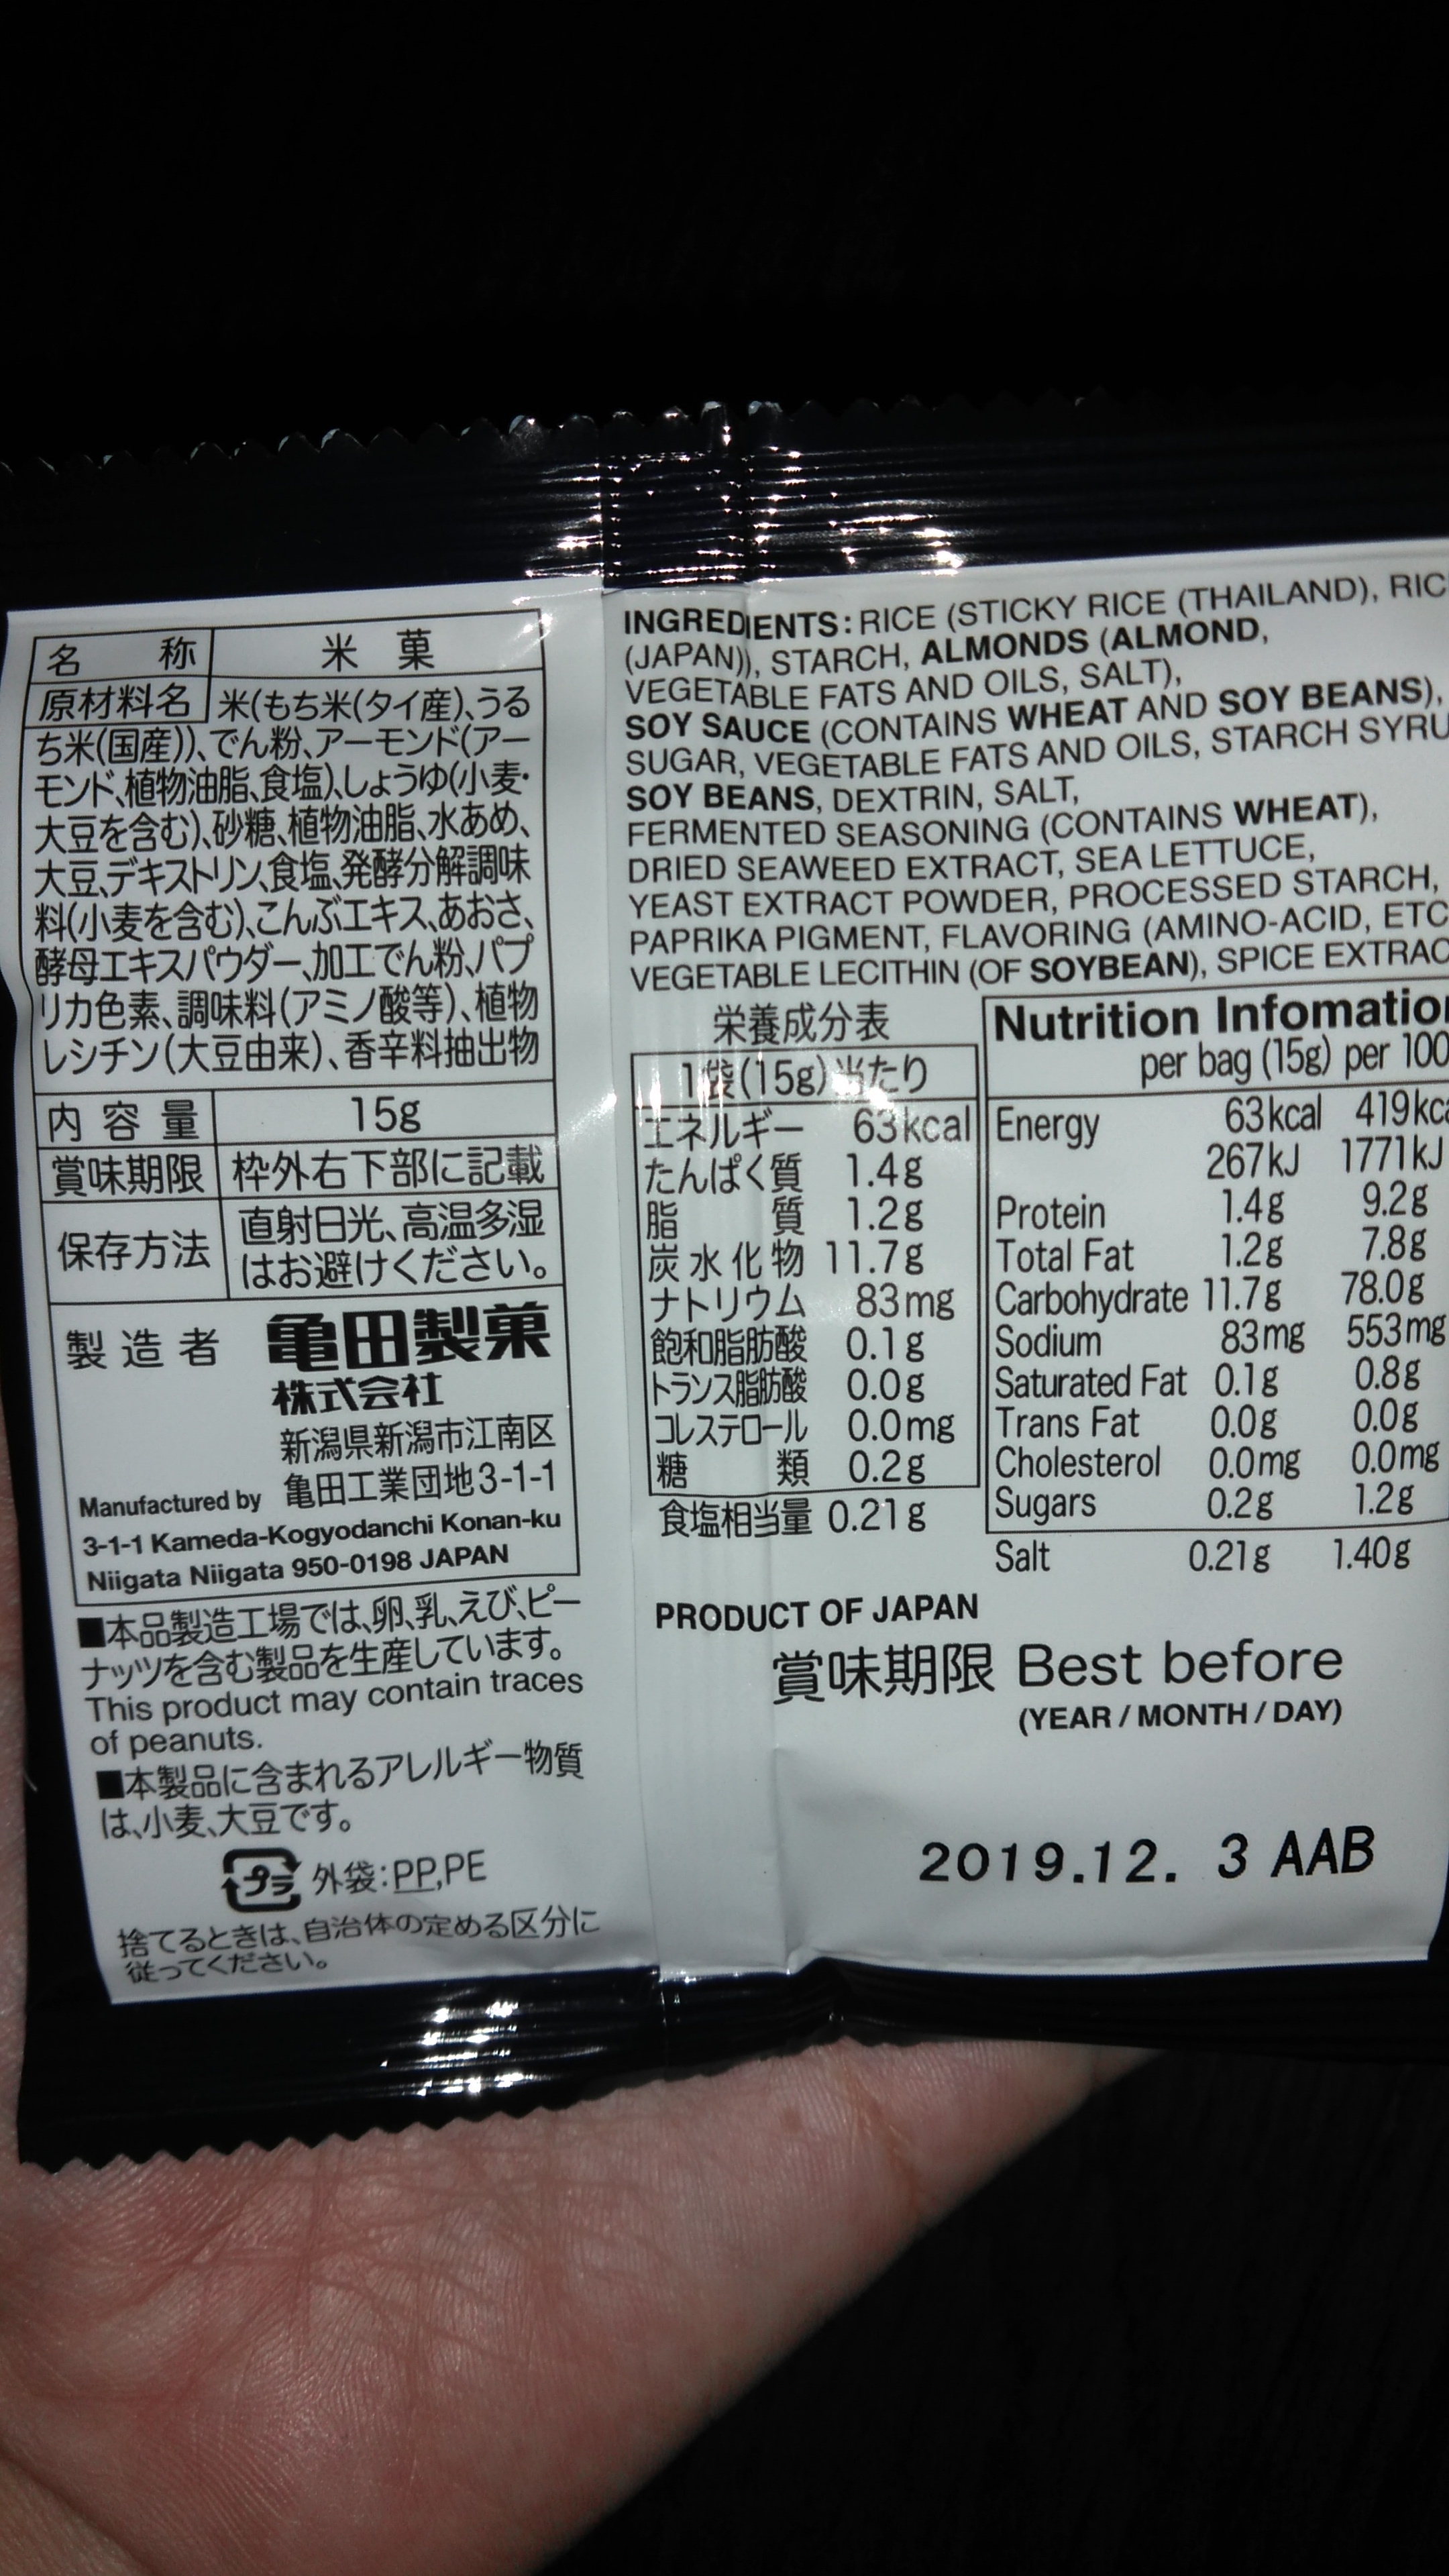 名 称 米 菓
原材料名 米(もち米(タイ産)、うる
ち米(国産))、でん粉、アーモンド(アー
モンド、植物油脂、食塩)、しょうゆ(小麦・
大豆を含む)、砂糖、植物油脂、水あめ、
大豆、デキストリン、食塩、発酵分解調味
料(小麦を含む)、こんぶエキス、あおさ、
酵母エキスパウダー、加工でん粉、パプ
リカ色素、調味料(アミノ酸等)、植物
レシチン(大豆由来)、香辛料抽出物
内容量 15g
賞味期限 枠外右下部に記載
保存方法 直射日光、高温多湿
はお避けください。
製造者 亀田製菓
株式会社
新潟県新潟市江南区
亀田工業団地3-1-1
Manufactured by
3-1-1 Kameda-Kogyodanchi Konan-ku
Niigata Niigata 950-0198 JAPAN
■本品製造工場では、卵、乳、えび、ピー
ナッツを含む製品を生産しています。
This product may contain traces
of peanuts.
■本製品に含まれるアレルギー物質
は、小麦、大豆です。
プラ 外袋:PP,PE
捨てるときは、自治体の定める区分に
従ってください。
INGREDIENTS: RICE (STICKY RICE (THAILAND), RIC
(JAPAN)), STARCH, ALMONDS (ALMOND,
VEGETABLE FATS AND OILS, SALT),
SOY SAUCE (CONTAINS WHEAT AND SOY BEANS),
SUGAR, VEGETABLE FATS AND OILS, STARCH SYRU
SOY BEANS, DEXTRIN, SALT,
FERMENTED SEASONING (CONTAINS WHEAT),
DRIED SEAWEED EXTRACT, SEA LETTUCE,
YEAST EXTRACT POWDER, PROCESSED STARCH,
PAPRIKA PIGMENT, FLAVORING (AMINO-ACID, ETC
VEGETABLE LECITHIN (OF SOYBEAN), SPICE EXTRAC
栄養成分表
1袋(15g)当たり
エネルギー 63kcal
たんぱく質 1.4g
脂質 1.2g
炭水化物 11.7g
ナトリウム 83mg
飽和脂肪酸 0.1g
トランス脂肪酸 0.0g
コレステロール 0.0mg
糖類 0.2g
食塩相当量 0.21g
Nutrition Infomatio
per bag (15g) per 100
Energy 63kcal 419kc
267kJ 1771kJ
Protein 1.4g 9.2g
Total Fat 1.2g 7.8g
Carbohydrate 11.7g 78.0g
Sodium 83mg 553mg
Saturated Fat 0.1g 0.8g
Trans Fat 0.0g 0.0g
Cholesterol 0.0mg 0.0mg
Sugars 0.2g 1.2g
Salt 0.21g 1.40g
PRODUCT OF JAPAN
賞味期限 Best before
(YEAR / MONTH / DAY)
2019.12. 3 AAB